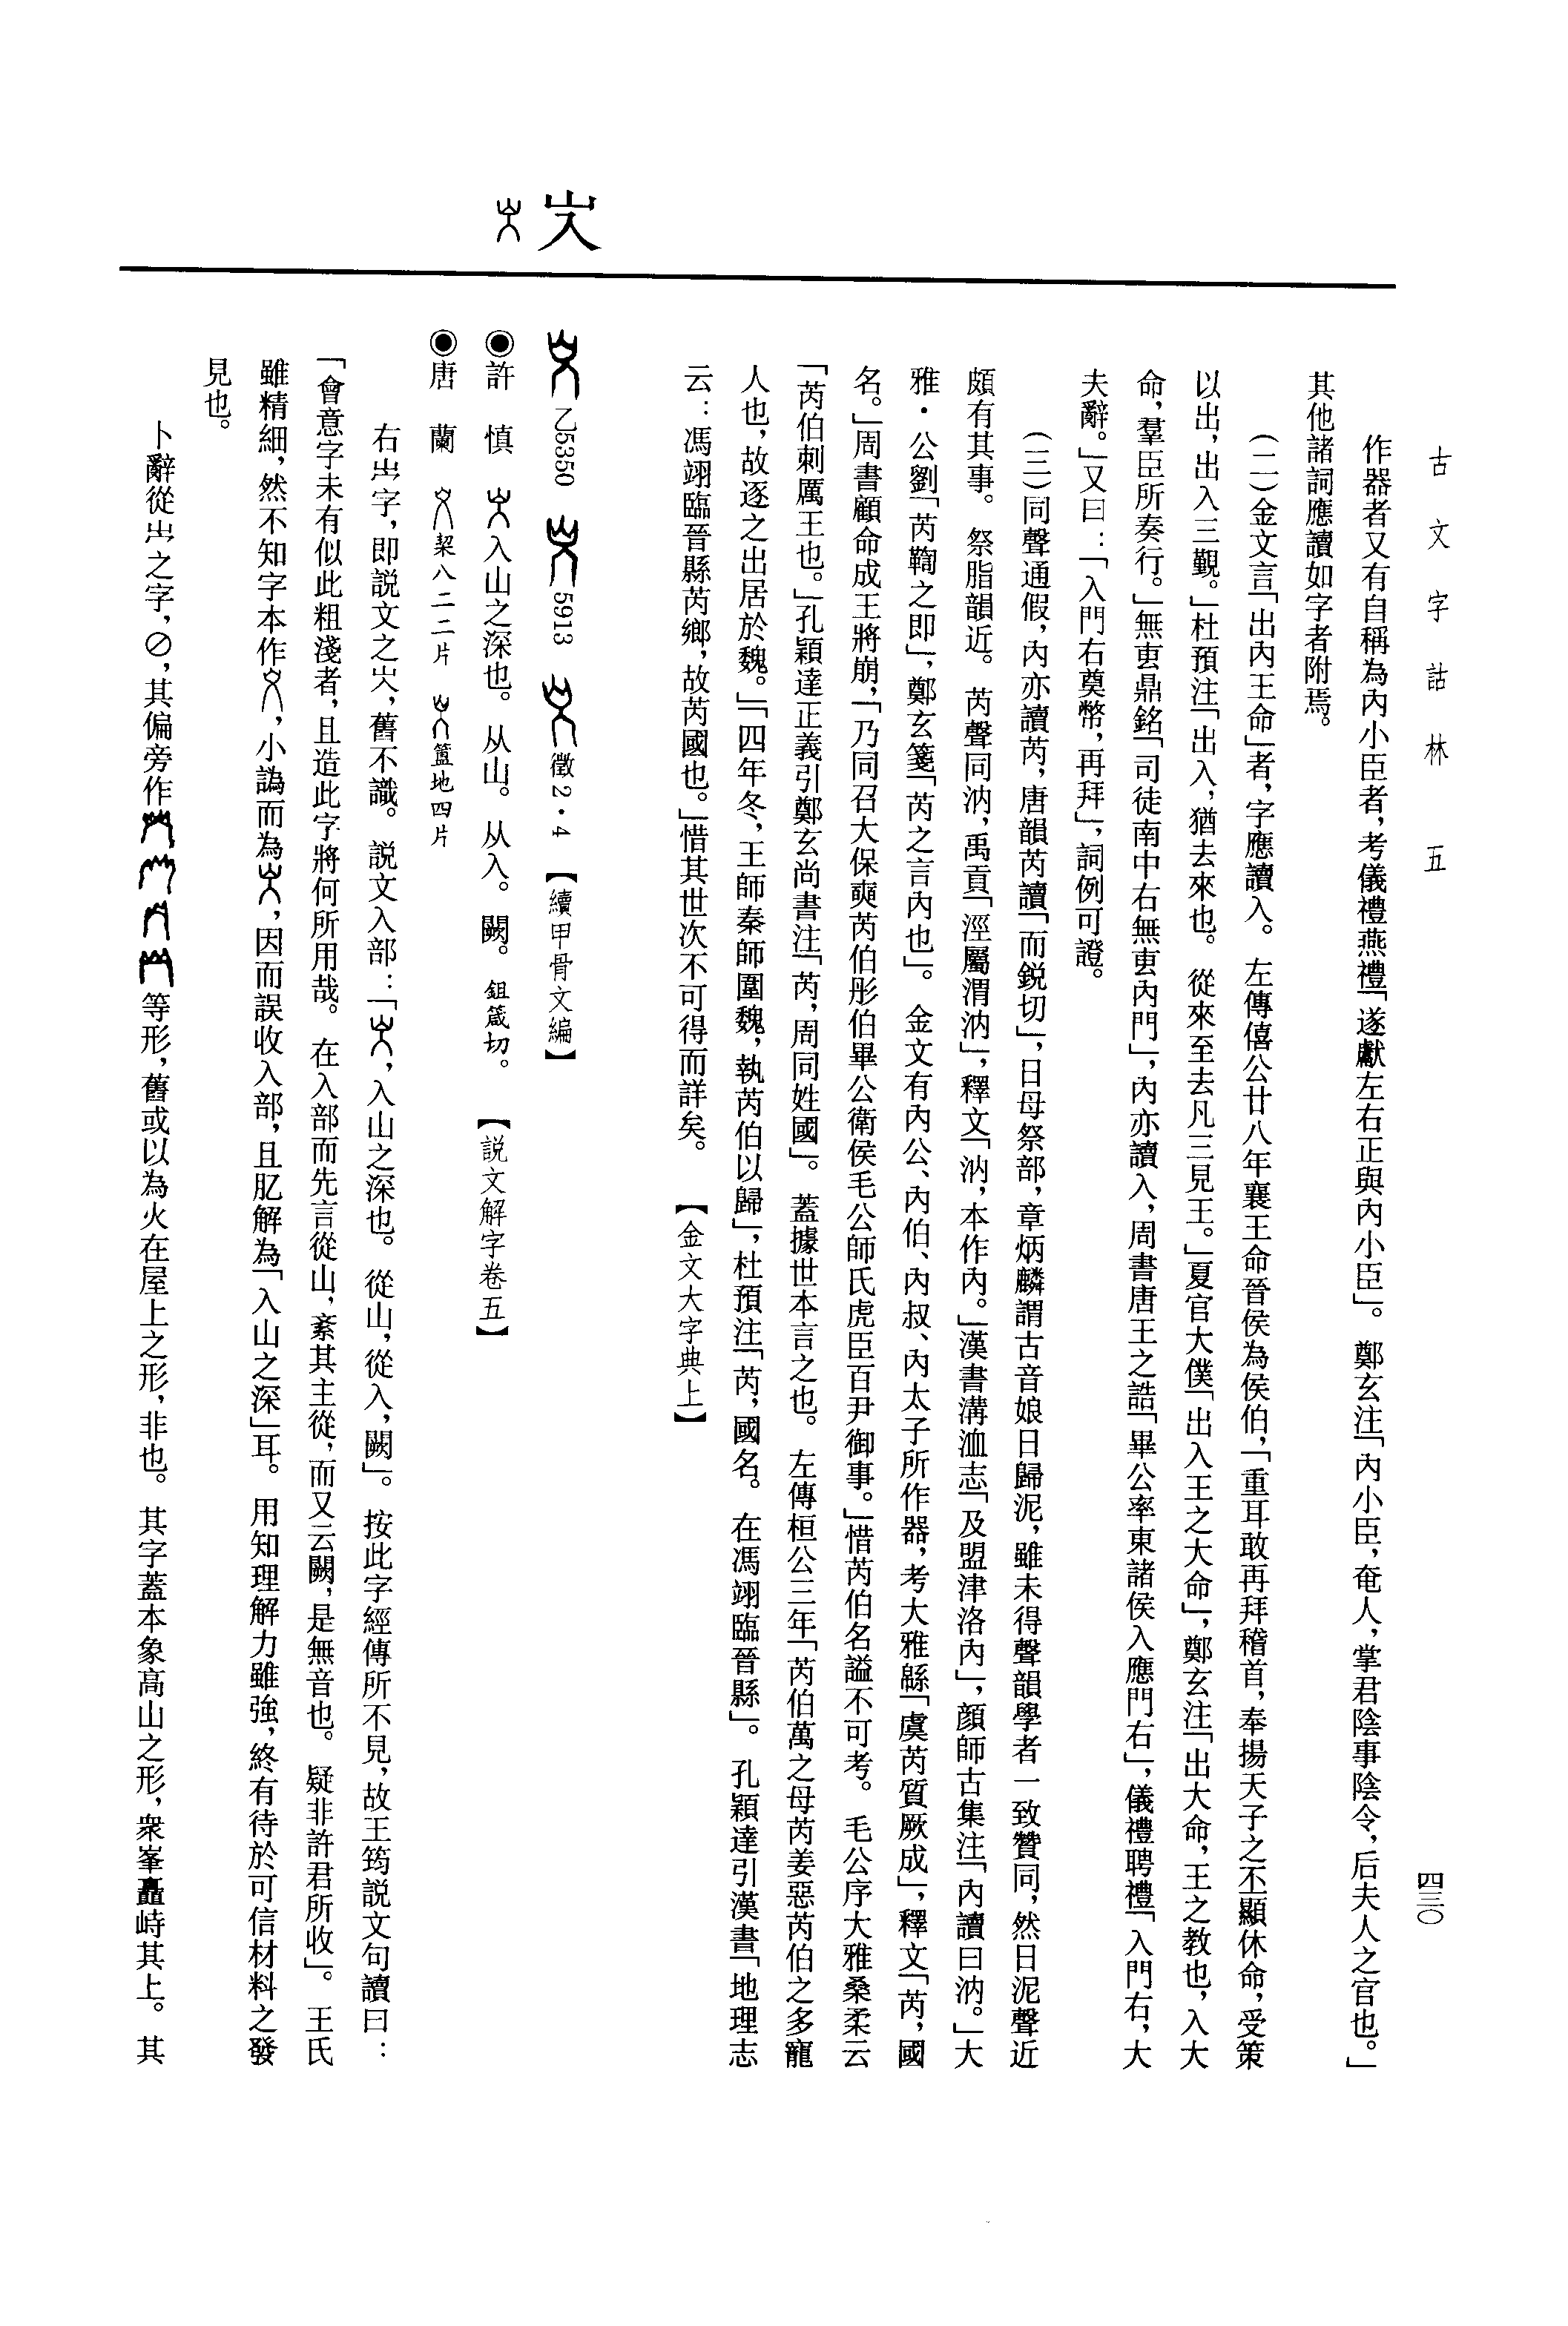 古文字詁林　五
四三〇
作器者又有自稱為內小臣者，考儀禮燕禮「遂獻左右正與內小臣」。鄭玄注「內小臣，奄人，掌君陰事陰令，后夫人之官也。」
其他諸詞應讀如字者附焉。
（二）金文言「出內王命」者，字應讀入。左傳僖公廿八年襄王命晉侯為侯伯，「重耳敢再拜稽首，奉揚天子之丕顯休命，受策
以出，出入三覲。」杜預注「出入，猶去來也。從來至去凡三見王。」夏官大僕「出入王之大命」，鄭玄注「出大命，王之教也，入大
命，羣臣所奏行。」無叀鼎銘「司徒南中右無叀內門」，內亦讀入，周書唐王之誥「畢公率東諸侯入應門右」，儀禮聘禮「入門右，大
夫辭。」又曰：「入門右奠幣，再拜」，詞例可證。
（三）同聲通假，內亦讀芮，唐韻芮讀「而銳切」，日母祭部，章炳麟謂古音娘日歸泥，雖未得聲韻學者一致贊同，然日泥聲近
頗有其事。祭脂韻近。芮聲同汭，禹貢「涇屬渭汭」，釋文「汭，本作內。」漢書溝洫志「及盟津洛內」，顏師古集注「內讀曰汭。」大
雅·公劉「芮鞫之即」，鄭玄箋「芮之言內也」。金文有內公、內伯、內叔、內太子所作器，考大雅緜「虞芮質厥成」，釋文「芮，國
名。」周書顧命成王將崩，「乃同召大保奭芮伯彤伯畢公衛侯毛公師氏虎臣百尹御事。」惜芮伯名謚不可考。毛公序大雅桑柔云
「芮伯刺厲王也。」孔穎達正義引鄭玄尚書注「芮，周同姓國」。蓋據世本言之也。左傳桓公三年「芮伯萬之母芮姜惡芮伯之多寵
人也，故逐之出居於魏。」「四年冬，王師秦師圍魏，執芮伯以歸」，杜預注「芮，國名。在馮翊臨晉縣」。孔穎達引漢書「地理志
云：馮翊臨晉縣芮鄉，故芮國也。」惜其世次不可得而詳矣。【金文大字典上】
乙5350　5913　徵2·4【續甲骨文編】
◉許　慎　入山之深也。从山。从入。闕。鉏箴切。【說文解字卷五】
◉唐　蘭　栔八二二片　簠地四片
右字，即說文之，舊不識。說文入部：「，入山之深也。從山，從入，闕」。按此字經傳所不見，故王筠說文句讀曰：
「會意字未有似此粗淺者，且造此字將何所用哉。在入部而先言從山，紊其主從，而又云闕，是無音也。疑非許君所收」。王氏
雖精細，然不知字本作，小譌而為，因而誤收入部，且肊解為「入山之深」耳。用知理解力雖強，終有待於可信材料之發
見也。
卜辭從之字，其偏旁作等形，舊或以為火在屋上之形，非也。其字蓋本象高山之形，衆峯矗峙其上。其